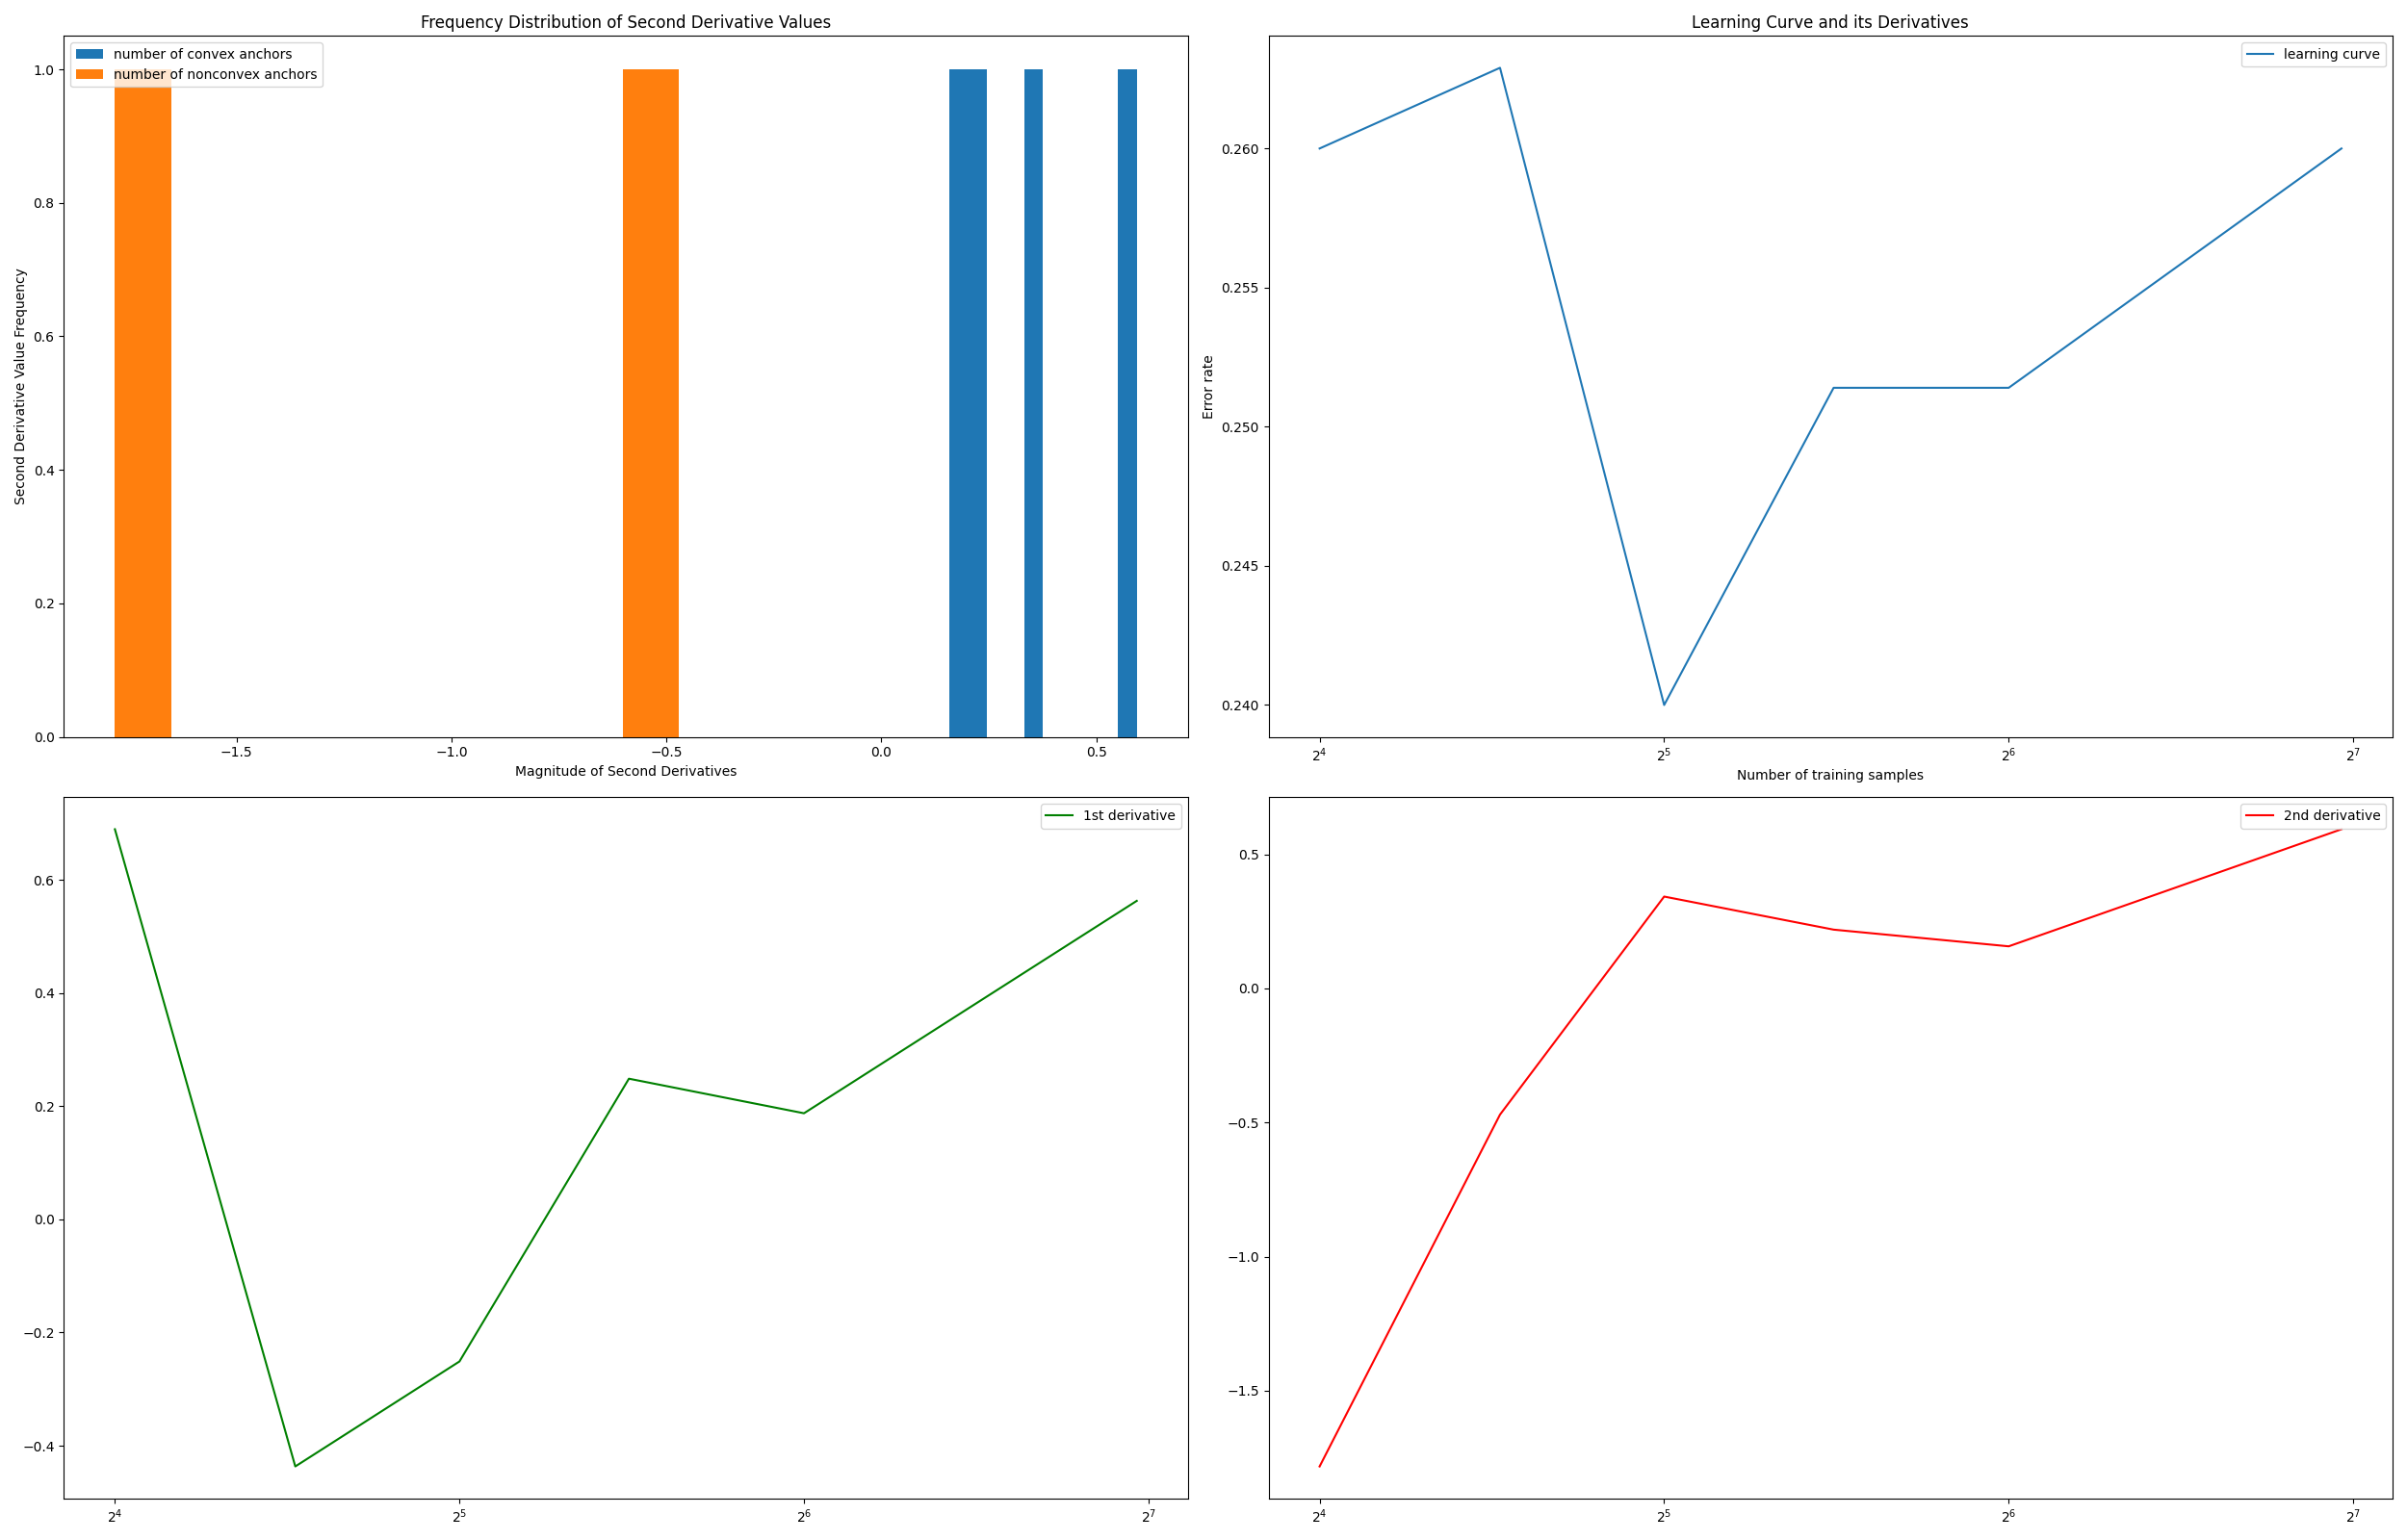 Frequency Distribution of Second Derivative Values
number of convex anchors
number of nonconvex anchors
1.0
0.8
0.6
0.4
0.2
0.0
Second Derivative Value Frequency
−1.5 −1.0 −0.5 0.0 0.5
Magnitude of Second Derivatives
Learning Curve and its Derivatives
learning curve
0.260
0.255
0.250
0.245
0.240
Error rate
2⁴ 2⁵ 2⁶ 2⁷
Number of training samples
1st derivative
0.6
0.4
0.2
0.0
−0.2
−0.4
2⁴ 2⁵ 2⁶ 2⁷
2nd derivative
0.5
0.0
−0.5
−1.0
−1.5
2⁴ 2⁵ 2⁶ 2⁷